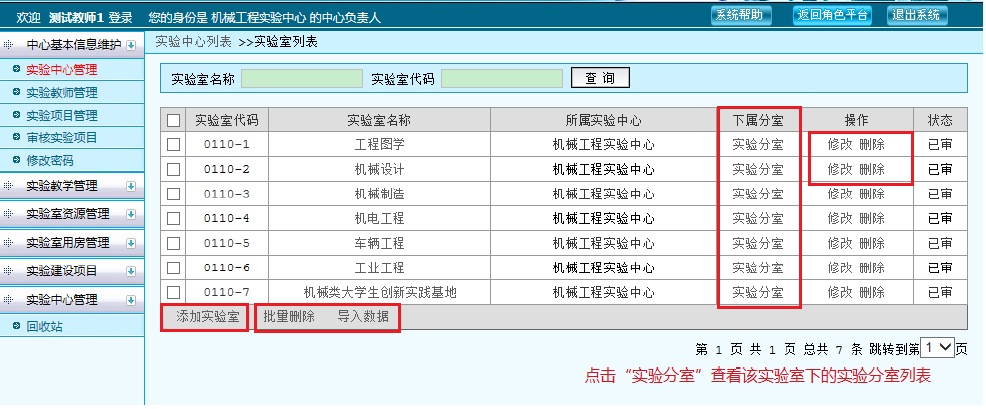 欢迎 测试教师1 登录 您的身份是 机械工程实验中心 的中心负责人 系统帮助 返回角色平台 退出系统
中心基本信息维护
实验中心管理
实验教师管理
实验项目管理
审核实验项目
修改密码
实验教学管理
实验室资源管理
实验室用房管理
实验建设项目
实验中心管理
回收站
实验中心列表 >>实验室列表
实验室名称 实验室代码 查 询
实验室代码 实验室名称 所属实验中心 下属分室 操作 状态
0110-1 工程图学 机械工程实验中心 实验分室 修改 删除 已审
0110-2 机械设计 机械工程实验中心 实验分室 修改 删除 已审
0110-3 机械制造 机械工程实验中心 实验分室 修改 删除 已审
0110-4 机电工程 机械工程实验中心 实验分室 修改 删除 已审
0110-5 车辆工程 机械工程实验中心 实验分室 修改 删除 已审
0110-6 工业工程 机械工程实验中心 实验分室 修改 删除 已审
0110-7 机械类大学生创新实践基地 机械工程实验中心 实验分室 修改 删除 已审
添加实验室 批量删除 导入数据
第 1 页 共 1 页 总共 7 条 跳转到第 1 页
点击“实验分室”查看该实验室下的实验分室列表